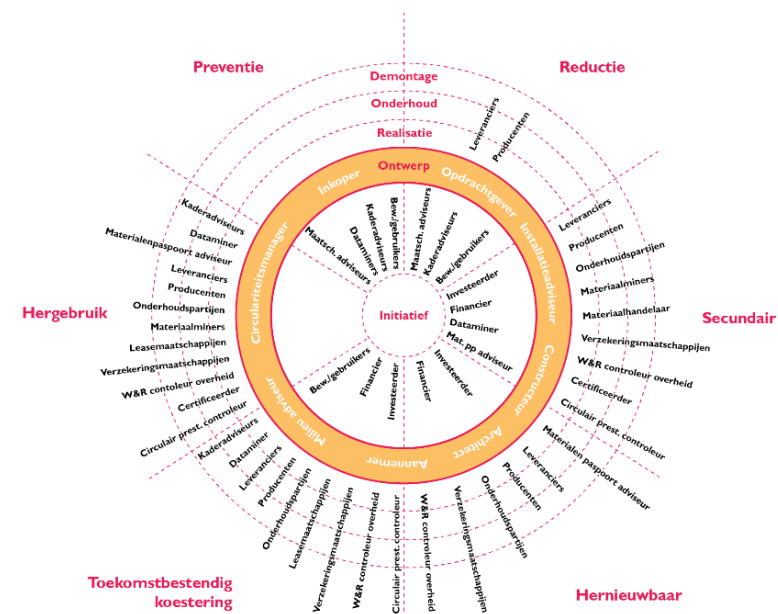 Preventie
Reductie
Demontage
Onderhoud
Realisatie
Ontwerp
Leveranciers
Producenten
Inkoper
Opdrachtgever
Installatieadviseur
Constructeur
Architect
Aannemer
Milieu adviseur
Circulariteitsmanager
Initiatief
Maatsch. adviseurs
Dataminers
Kaderadviseurs
Bew./gebruikers
Maatsch. adviseurs
Kaderadviseurs
Bew./gebruikers
Investeerder
Financier
Dataminer
Mat. pp adviseur
Investeerder
Financier
Investeerder
Financier
Bew./gebruikers
Secundair
Leveranciers
Producenten
Onderhoudspartijen
Materiaalminers
Materiaalhandelaar
Verzekeringsmaatschappijen
W&R controleur overheid
Certificeerder
Circulair prest. controleur
Hernieuwbaar
Materialen paspoort adviseur
Leveranciers
Producenten
Onderhoudspartijen
Verzekeringsmaatschappijen
W&R controleur overheid
Circulair prest. controleur
Toekomstbestendig
koestering
W&R controleur overheid
Verzekeringsmaatschappijen
Leasemaatschappijen
Onderhoudspartijen
Producenten
Leveranciers
Dataminer
Kaderadviseurs
Hergebruik
Circulair prest. controleur
Certificeerder
W&R contoleur overheid
Verzekeringsmaatschappijen
Leasemaatschappijen
Materiaalminers
Onderhoudspartijen
Producenten
Leveranciers
Materialenpaspoort adviseur
Dataminer
Kaderadviseurs